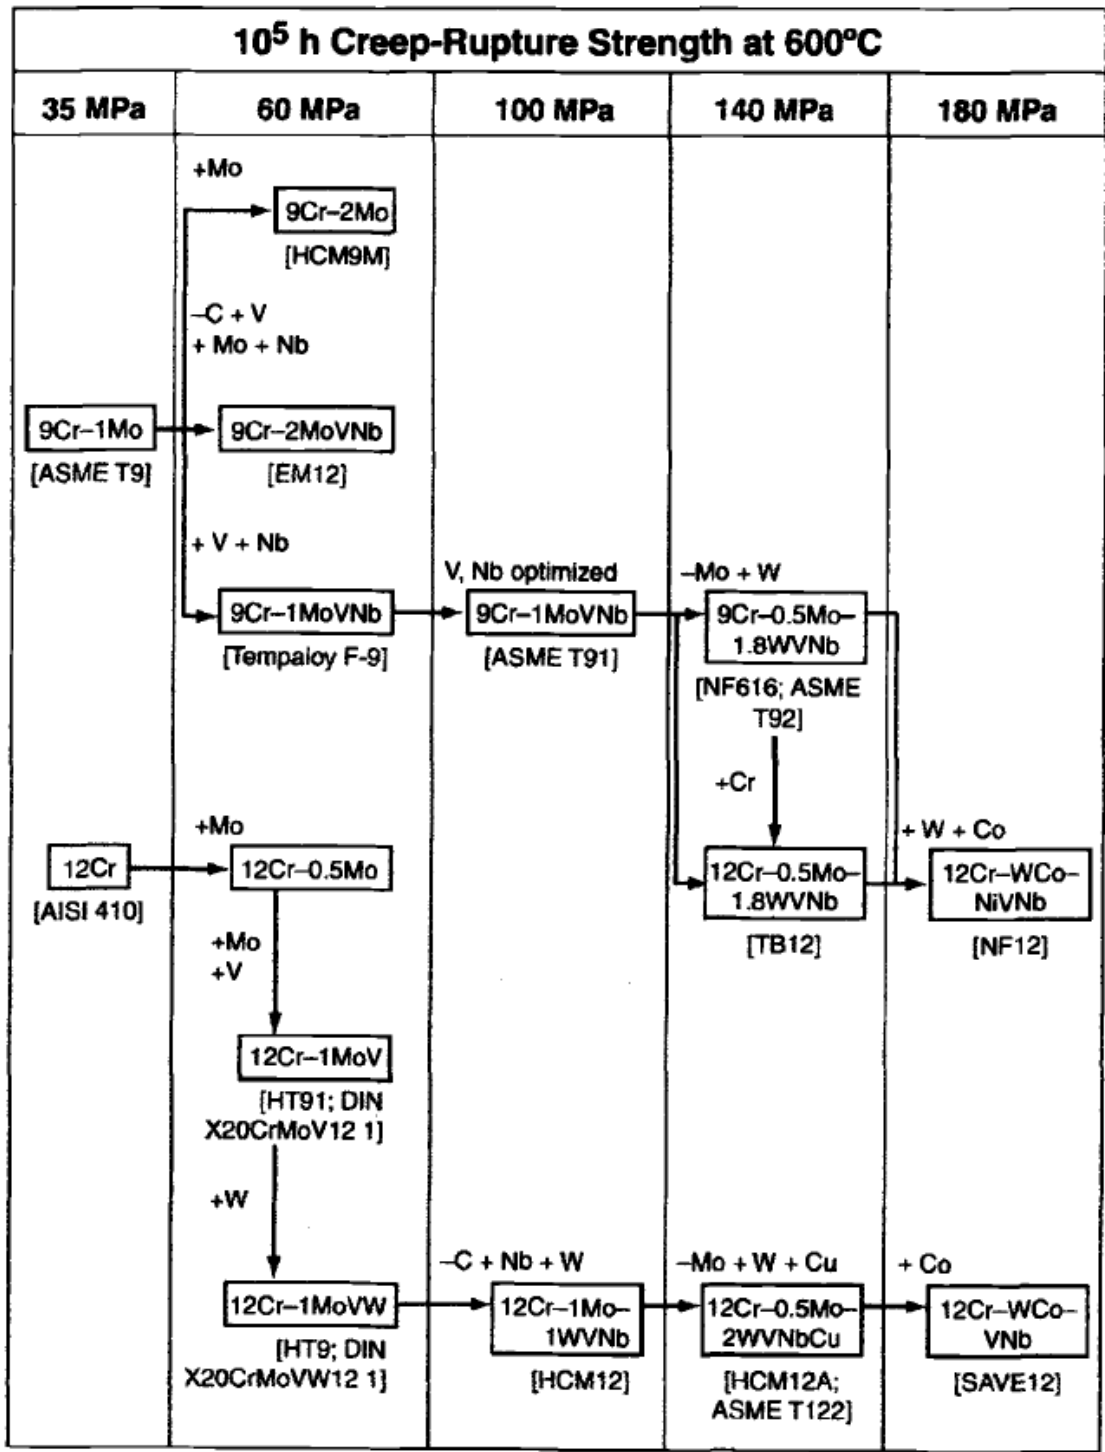 10⁵ h Creep-Rupture Strength at 600ºC
35 MPa
60 MPa
100 MPa
140 MPa
180 MPa
+Mo
9Cr–2Mo
[HCM9M]
–C + V
+ Mo + Nb
9Cr–1Mo
[ASME T9]
9Cr–2MoVNb
[EM12]
+ V + Nb
9Cr–1MoVNb
[Tempaloy F-9]
V, Nb optimized
9Cr–1MoVNb
[ASME T91]
–Mo + W
9Cr–0.5Mo–
1.8WVNb
[NF616; ASME
T92]
+Cr
12Cr
[AISI 410]
+Mo
12Cr–0.5Mo
12Cr–0.5Mo–
1.8WVNb
[TB12]
+ W + Co
12Cr–WCo–
NiVNb
[NF12]
+Mo
+V
12Cr–1MoV
[HT91; DIN
X20CrMoV12 1]
+W
12Cr–1MoVW
[HT9; DIN
X20CrMoVW12 1]
–C + Nb + W
12Cr–1Mo–
1WVNb
[HCM12]
–Mo + W + Cu
12Cr–0.5Mo–
2WVNbCu
[HCM12A;
ASME T122]
+ Co
12Cr–WCo–
VNb
[SAVE12]